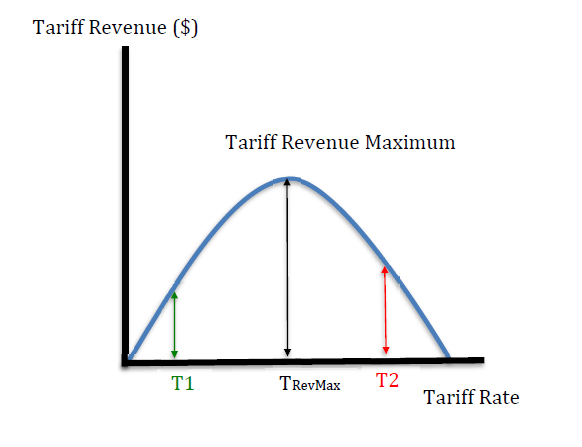 Tariff Revenue ($)
Tariff Revenue Maximum
T1
TRevMax
T2
Tariff Rate